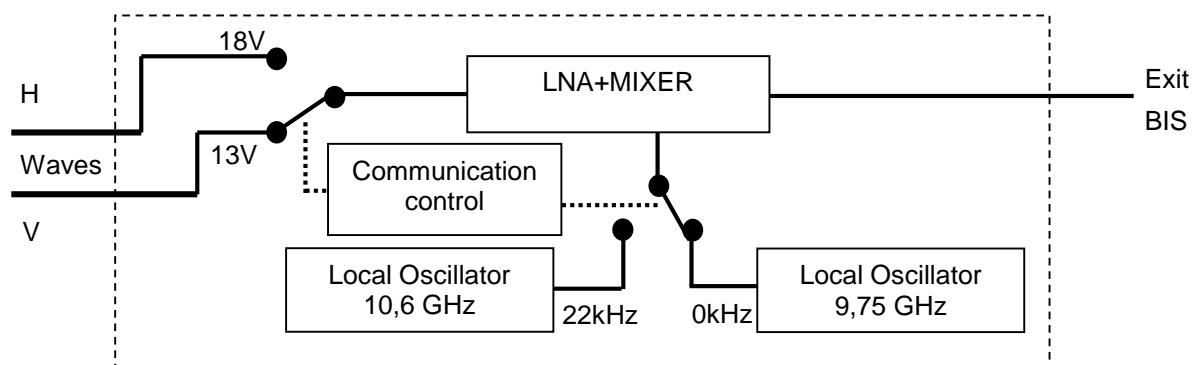 18V
H
LNA+MIXER
Exit
BIS
13V
Waves
V
Communication
control
Local Oscillator
10,6 GHz
22kHz
0kHz
Local Oscillator
9,75 GHz